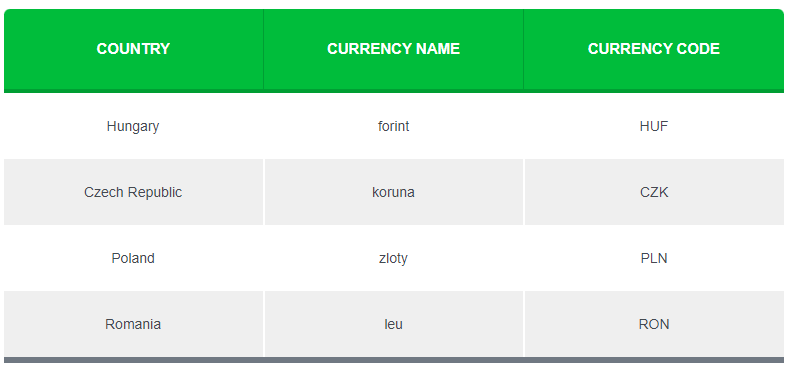 COUNTRY CURRENCY NAME CURRENCY CODE
Hungary forint HUF
Czech Republic koruna CZK
Poland zloty PLN
Romania leu RON